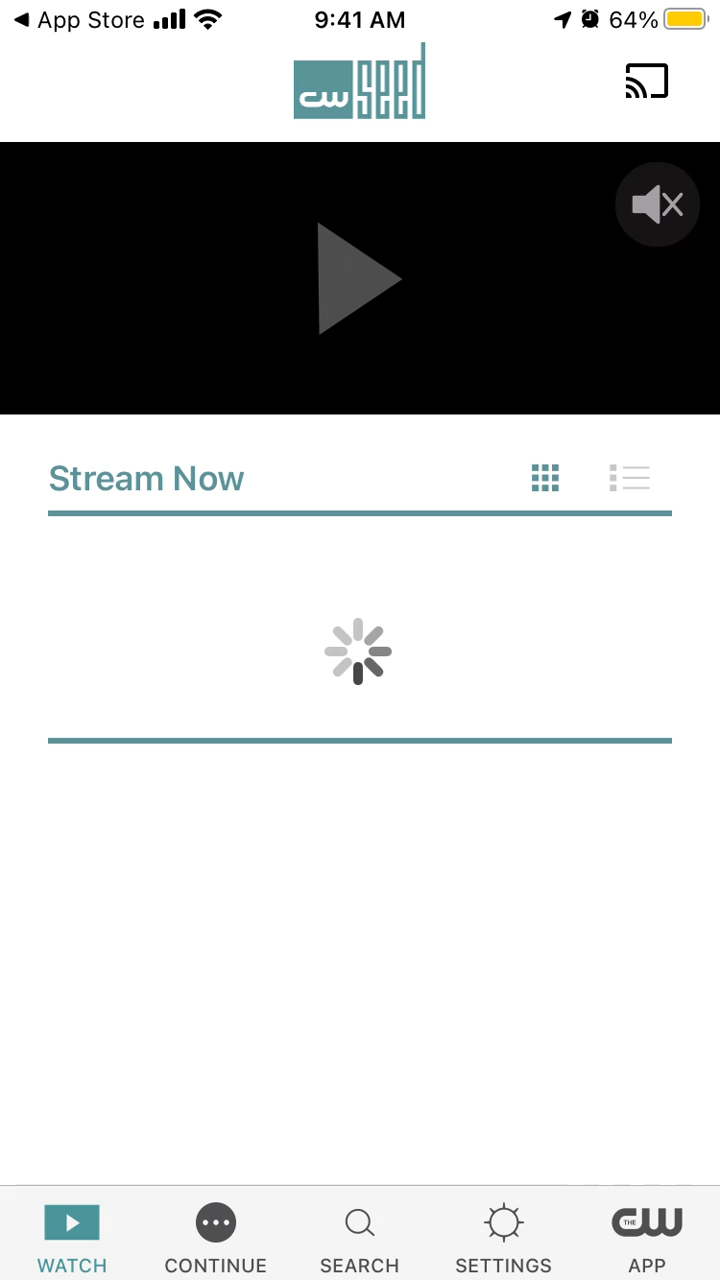 App Store 9:41 AM 64%
cw seed
Stream Now
THE CW
WATCH CONTINUE SEARCH SETTINGS APP